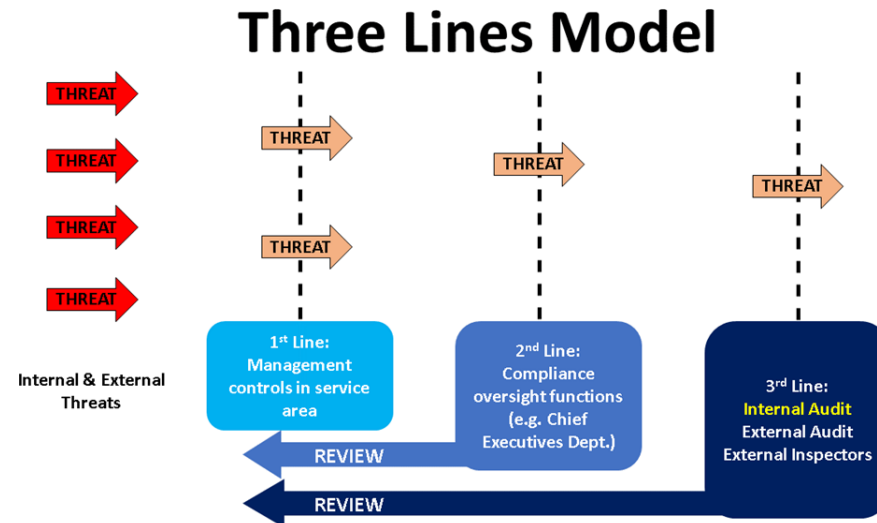 Three Lines Model
THREAT
THREAT
THREAT
THREAT
THREAT
THREAT
THREAT
THREAT
Internal & External
Threats
1st Line:
Management
controls in service
area
2nd Line:
Compliance
oversight functions
(e.g. Chief
Executives Dept.)
3rd Line:
Internal Audit
External Audit
External Inspectors
REVIEW
REVIEW